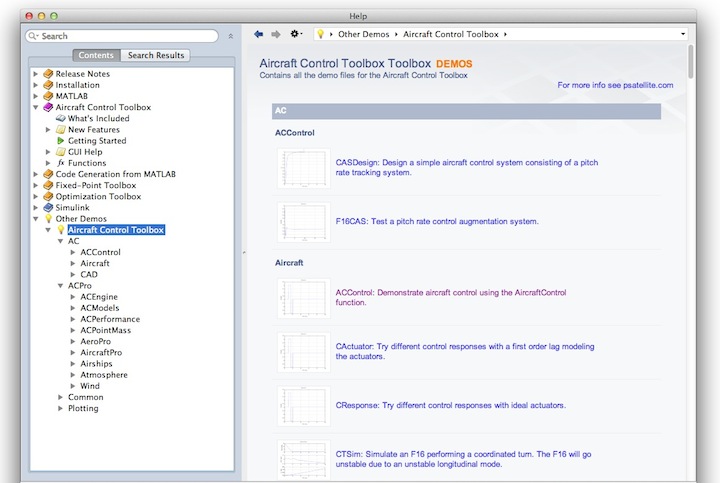 Help
Search
Contents
Search Results
Release Notes
Installation
MATLAB
Aircraft Control Toolbox
What's Included
New Features
Getting Started
GUI Help
fx Functions
Code Generation from MATLAB
Fixed-Point Toolbox
Optimization Toolbox
Simulink
Other Demos
Aircraft Control Toolbox
AC
ACControl
Aircraft
CAD
ACPro
ACEngine
ACModels
ACPerformance
ACPointMass
AeroPro
AircraftPro
Airships
Atmosphere
Wind
Common
Plotting
Other Demos
Aircraft Control Toolbox
Aircraft Control Toolbox Toolbox DEMOS
Contains all the demo files for the Aircraft Control Toolbox
For more info see psatellite.com
AC
ACControl
CASDesign: Design a simple aircraft control system consisting of a pitch
rate tracking system.
F16CAS: Test a pitch rate control augmentation system.
Aircraft
ACControl: Demonstrate aircraft control using the AircraftControl
function.
CActuator: Try different control responses with a first order lag modeling
the actuators.
CResponse: Try different control responses with ideal actuators.
CTSim: Simulate an F16 performing a coordinated turn. The F16 will go
unstable due to an unstable longitudinal mode.